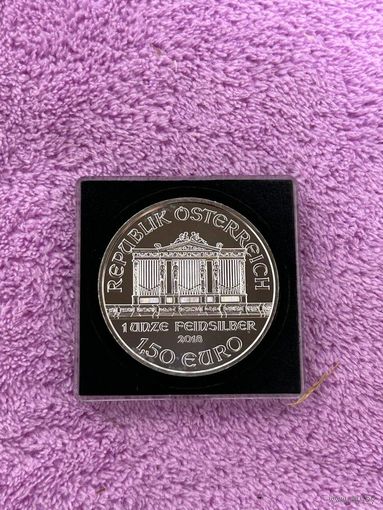 REPUBLIK ÖSTERREICH
1 UNZE FEINSILBER
2018
1,50 EURO